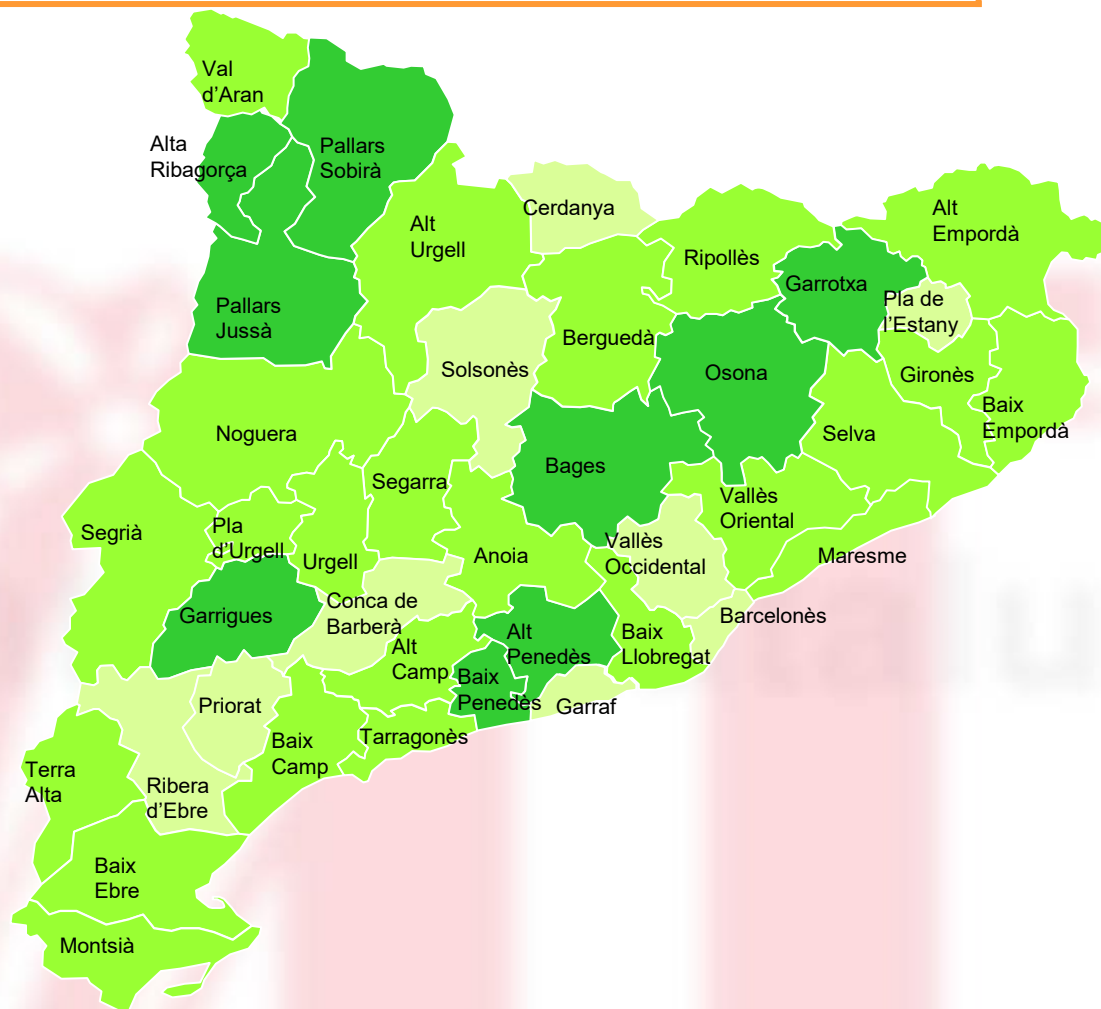 Val
d’Aran
Alta
Ribagorça
Pallars
Sobirà
Cerdanya
Alt
Urgell
Alt
Empordà
Ripollès
Garrotxa
Pla de
l’Estany
Pallars
Jussà
Berguedà
Solsonès
Osona
Gironès
Baix
Empordà
Noguera
Selva
Bages
Segarra
Vallès
Oriental
Segrià
Pla
d’Urgell
Urgell
Anoia
Vallès
Occidental
Maresme
Garrigues
Conca de
Barberà
Barcelonès
Alt
Camp
Alt
Penedès
Baix
Llobregat
Baix
Penedès
Garraf
Priorat
Baix
Camp
Tarragonès
Terra
Alta
Ribera
d’Ebre
Baix
Ebre
Montsià